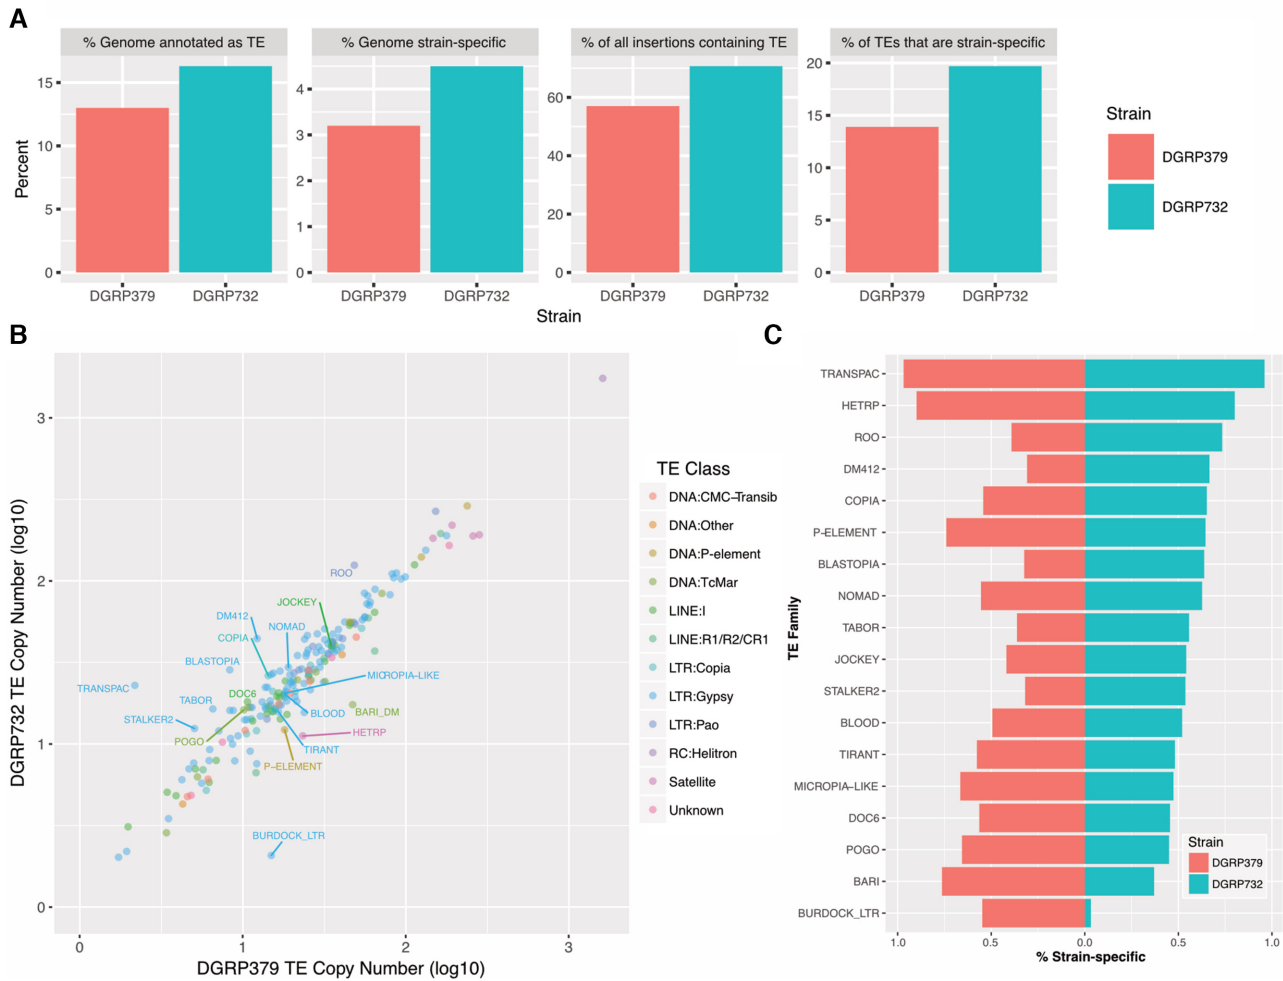 A
% Genome annotated as TE
% Genome strain-specific
% of all insertions containing TE
% of TEs that are strain-specific
Percent
15
10
5
0
4
3
2
1
0
60
40
20
0
20
15
10
5
0
DGRP379
DGRP732
DGRP379
DGRP732
DGRP379
DGRP732
DGRP379
DGRP732
Strain
Strain
DGRP379
DGRP732
B
DGRP732 TE Copy Number (log10)
3
2
1
0
ROO
JOCKEY
DM412
NOMAD
COPIA
BLASTOPIA
MICROPIA-LIKE
TRANSPAC
DOC6
TABOR
BLOOD
BARI_DM
STALKER2
HETRP
POGO
TIRANT
P-ELEMENT
BURDOCK_LTR
0
1
2
3
DGRP379 TE Copy Number (log10)
TE Class
DNA:CMC-Transib
DNA:Other
DNA:P-element
DNA:TcMar
LINE:I
LINE:R1/R2/CR1
LTR:Copia
LTR:Gypsy
LTR:Pao
RC:Helitron
Satellite
Unknown
C
TE Family
TRANSPAC
HETRP
ROO
DM412
COPIA
P-ELEMENT
BLASTOPIA
NOMAD
TABOR
JOCKEY
STALKER2
BLOOD
TIRANT
MICROPIA-LIKE
DOC6
POGO
BARI
BURDOCK_LTR
Strain
DGRP379
DGRP732
1.0
0.5
0.0
0.5
1.0
% Strain-specific